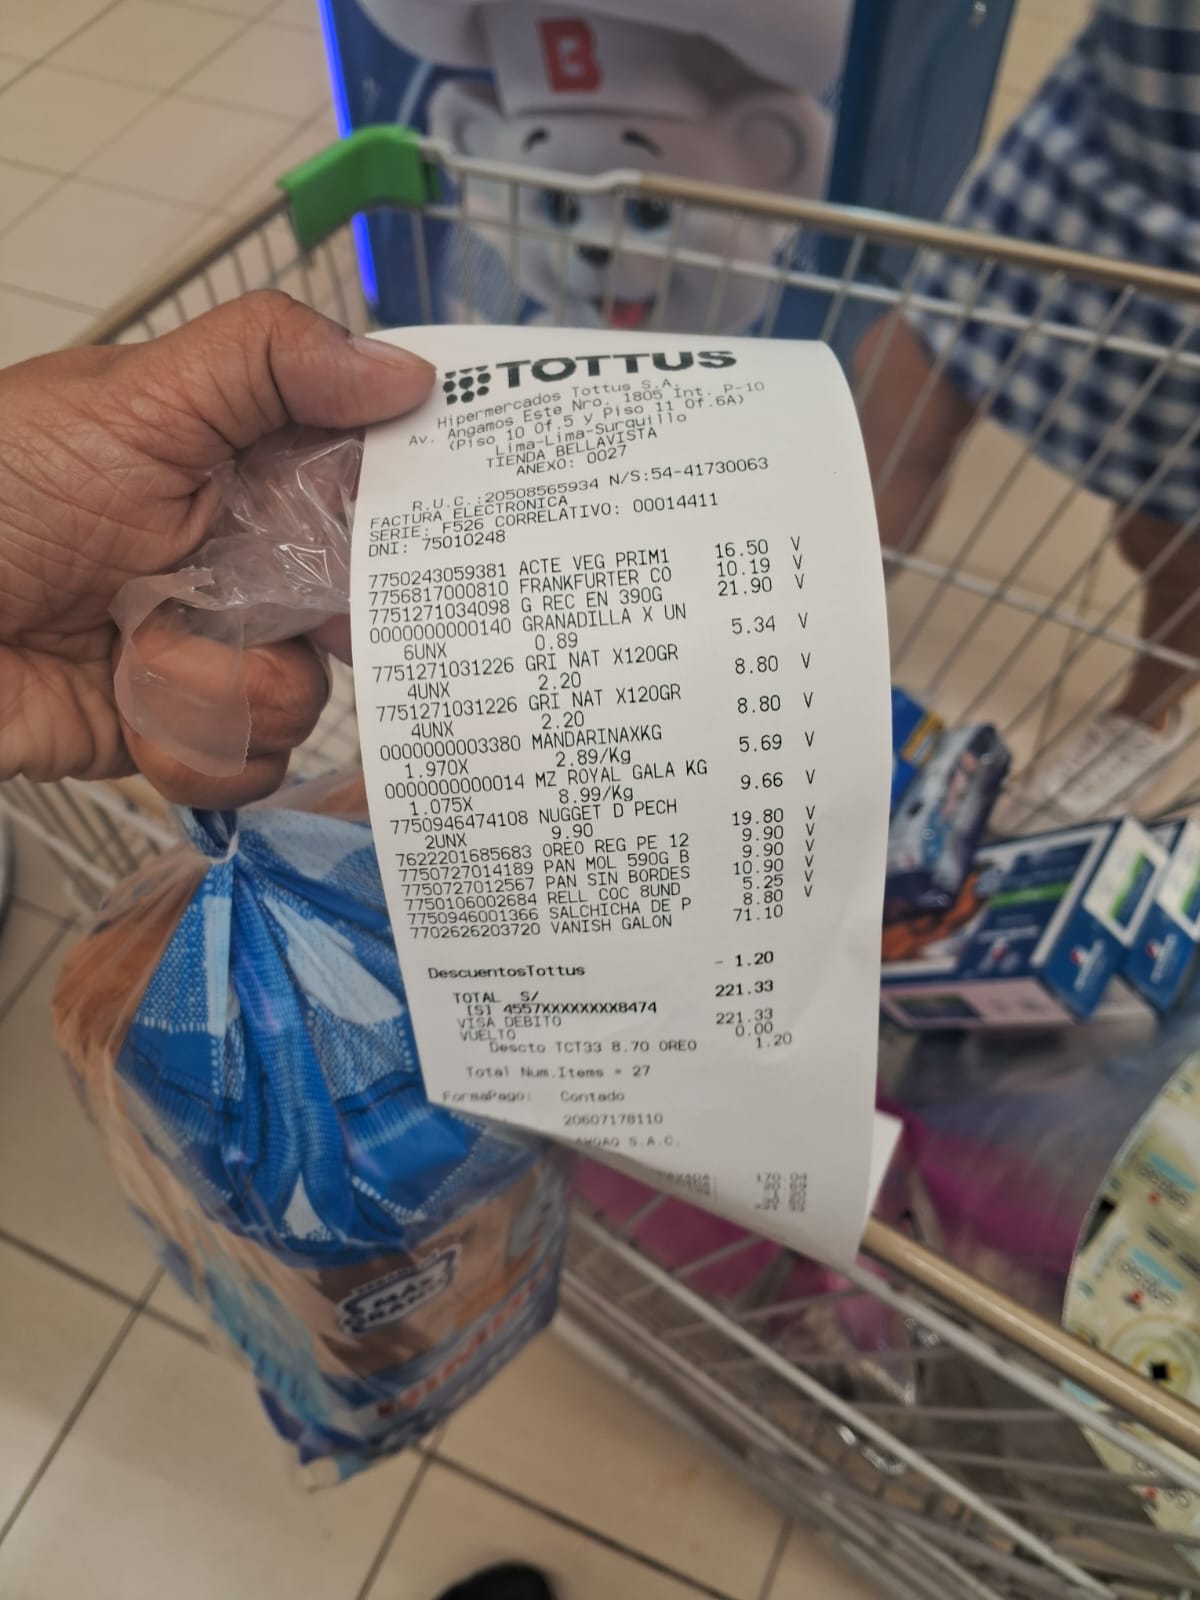 B
TOTTUS
Hipermercados Tottus S.A.
Av. Angamos Este Nro. 1805 Int. P-10
(Piso 10 Of.5 y Piso 11 Of.6A)
Lima-Lima-Surquillo
TIENDA BELLAVISTA
ANEXO: 0027
R.U.C.:20508565934 N/S:54-41730063
FACTURA ELECTRONICA
SERIE: F526 CORRELATIVO: 00014411
DNI: 75010248
7750243059381 ACTE VEG PRIM1 16.50 V
7756817000810 FRANKFURTER CO 10.19 V
7751271034098 G REC EN 390G 21.90 V
0000000000140 GRANADILLA X UN
6UNX 0.89 5.34 V
7751271031226 GRI NAT X120GR
4UNX 2.20 8.80 V
7751271031226 GRI NAT X120GR
4UNX 2.20 8.80 V
0000000003380 MANDARINAXKG
1.970X 2.89/Kg 5.69 V
0000000000014 MZ ROYAL GALA KG
1.075X 8.99/Kg 9.66 V
7750946474108 NUGGET D PECH
2UNX 9.90 19.80 V
7622201685683 OREO REG PE 12 9.90 V
7750727014189 PAN MOL 590G B 9.90 V
7750727012567 PAN SIN BORDES 10.90 V
7750106002684 RELL COC 8UND 5.25 V
7750946001366 SALCHICHA DE P 8.80 V
7702626203720 VANISH GALON 71.10
DescuentosTottus - 1.20
TOTAL S/ 221.33
[S] 4557XXXXXXXX8474
VISA DEBITO 221.33
VUELTO 0.00
Descto TCT33 8.70 OREO 1.20
Total Num.Items = 27
FormaPago: Contado
20607178110
S.A.C.